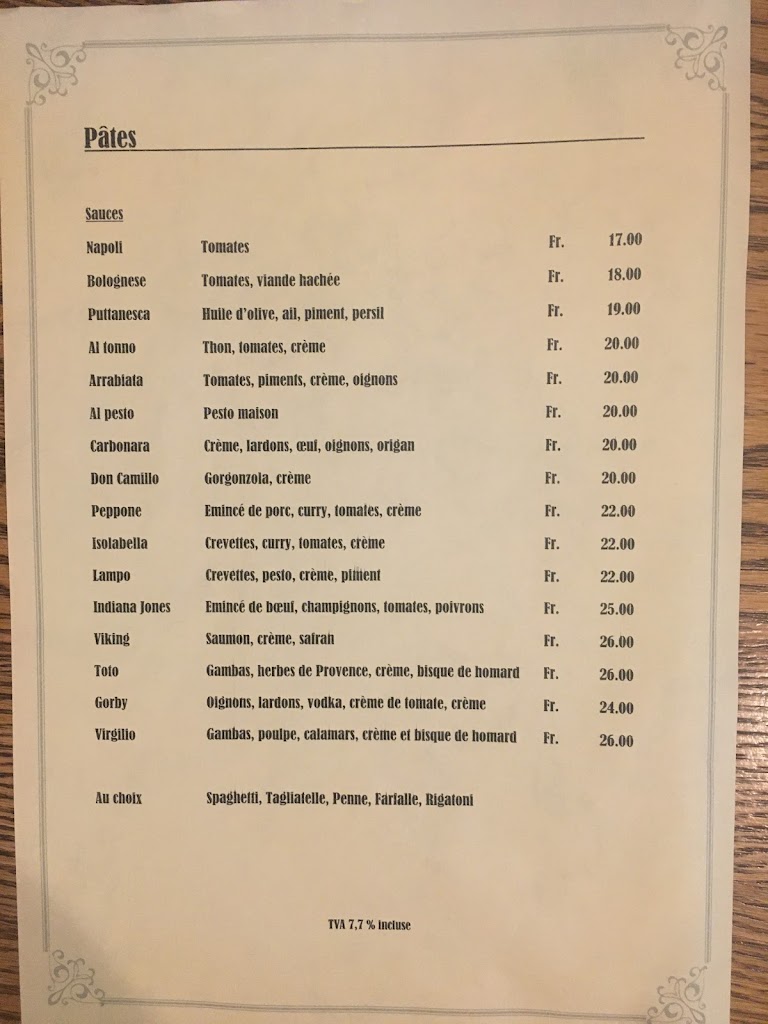 Pâtes
Sauces
Napoli Tomates Fr. 17.00
Bolognese Tomates, viande hachée Fr. 18.00
Puttanesca Huile d'olive, ail, piment, persil Fr. 19.00
Al tonno Thon, tomates, crème Fr. 20.00
Arrabiata Tomates, piments, crème, oignons Fr. 20.00
Al pesto Pesto maison Fr. 20.00
Carbonara Crème, lardons, œuf, oignons, origan Fr. 20.00
Don Camillo Gorgonzola, crème Fr. 20.00
Peppone Emincé de porc, curry, tomates, crème Fr. 22.00
Isolabella Crevettes, curry, tomates, crème Fr. 22.00
Lampo Crevettes, pesto, crème, piment Fr. 22.00
Indiana Jones Emincé de bœuf, champignons, tomates, poivrons Fr. 25.00
Viking Saumon, crème, safran Fr. 26.00
Toto Gambas, herbes de Provence, crème, bisque de homard Fr. 26.00
Gorby Oignons, lardons, vodka, crème de tomate, crème Fr. 24.00
Virgilio Gambas, poulpe, calamars, crème et bisque de homard Fr. 26.00
Au choix Spaghetti, Tagliatelle, Penne, Farfalle, Rigatoni
TVA 7,7 % incluse